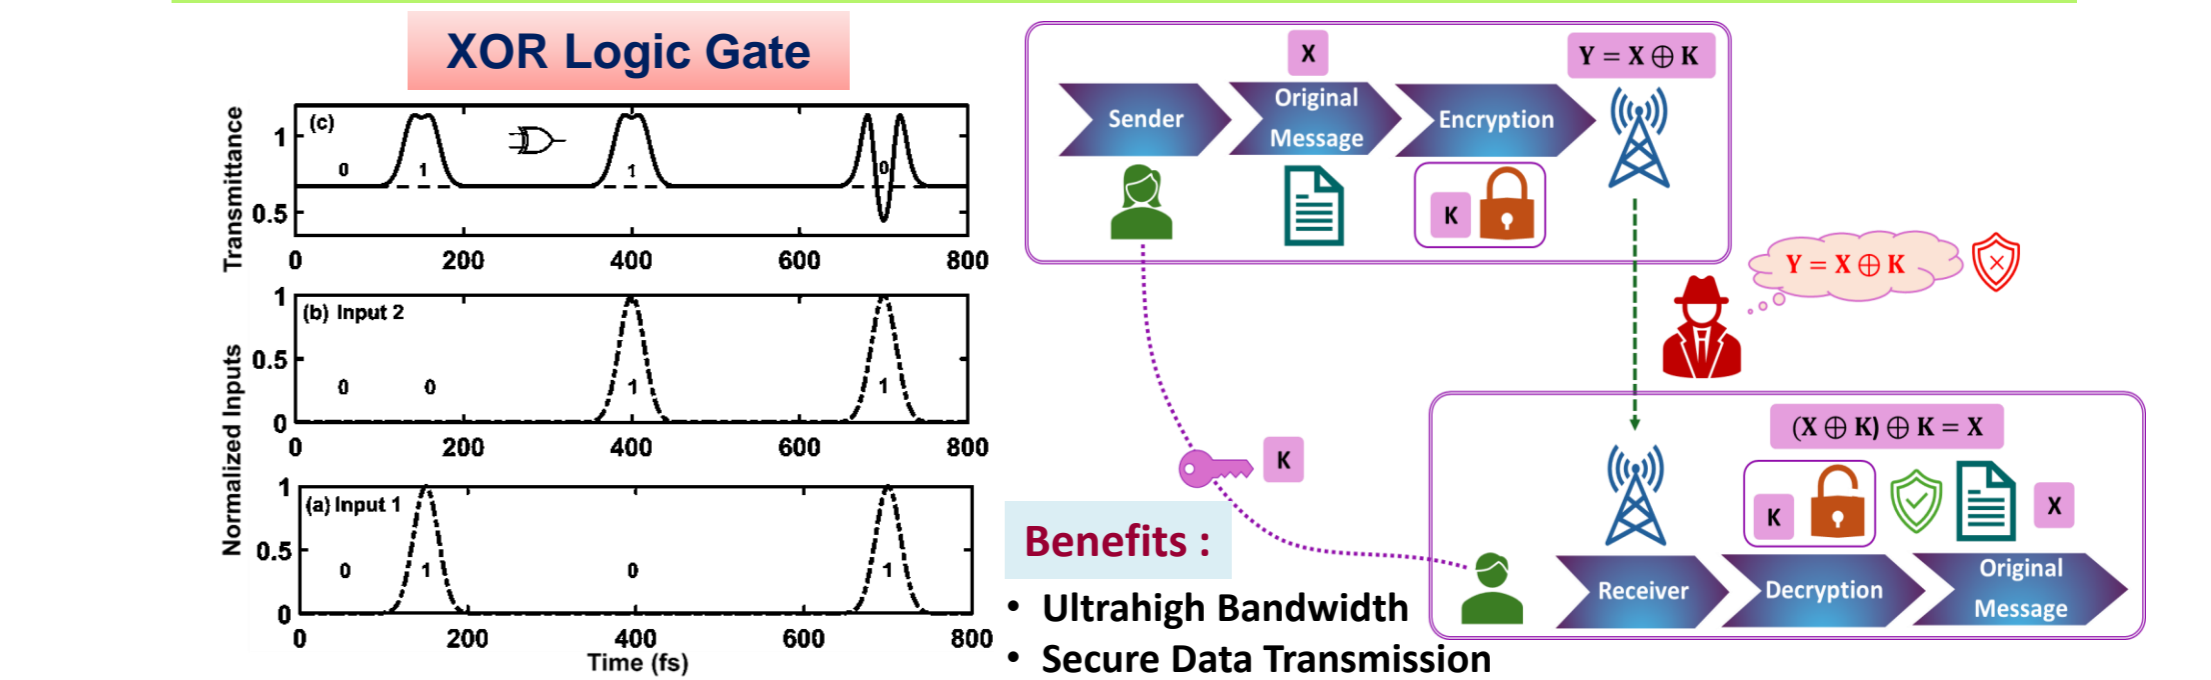 XOR Logic Gate
Transmittance
(c)
1
0.5
0
1
1
0
0
200
400
600
800
Normalized Inputs
(b) Input 2
1
0.5
0
0
0
1
1
0
200
400
600
800
(a) Input 1
1
0.5
0
0
1
0
1
0
200
400
600
800
Time (fs)
X
Y = X ⊕ K
Sender
Original
Message
Encryption
K
Y = X ⊕ K
K
(X ⊕ K) ⊕ K = X
K
X
Receiver
Decryption
Original
Message
Benefits :
• Ultrahigh Bandwidth
• Secure Data Transmission